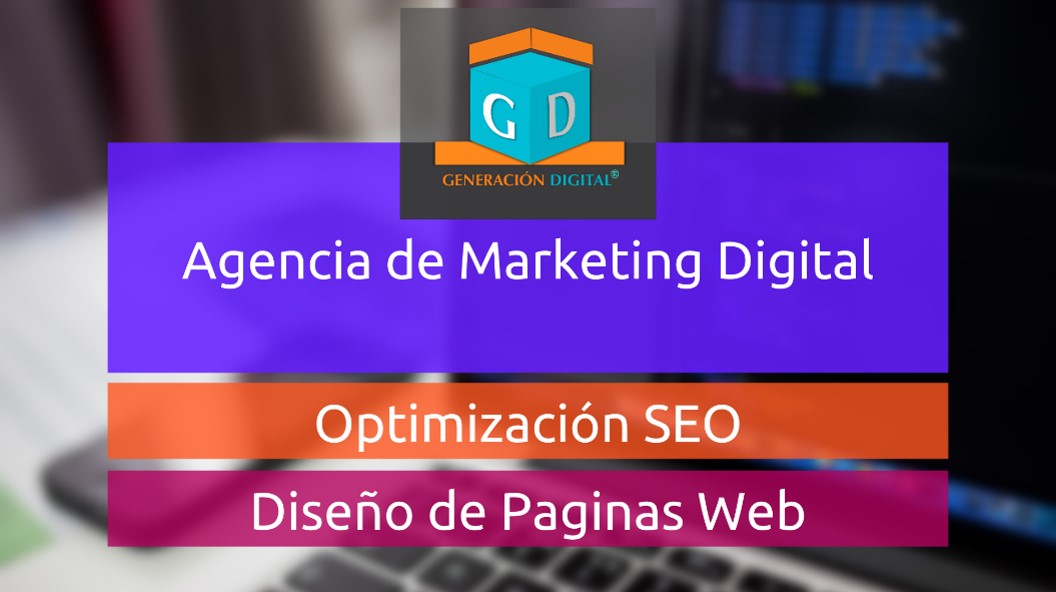 G D
GENERACIÓN DIGITAL®
Agencia de Marketing Digital
Optimización SEO
Diseño de Paginas Web